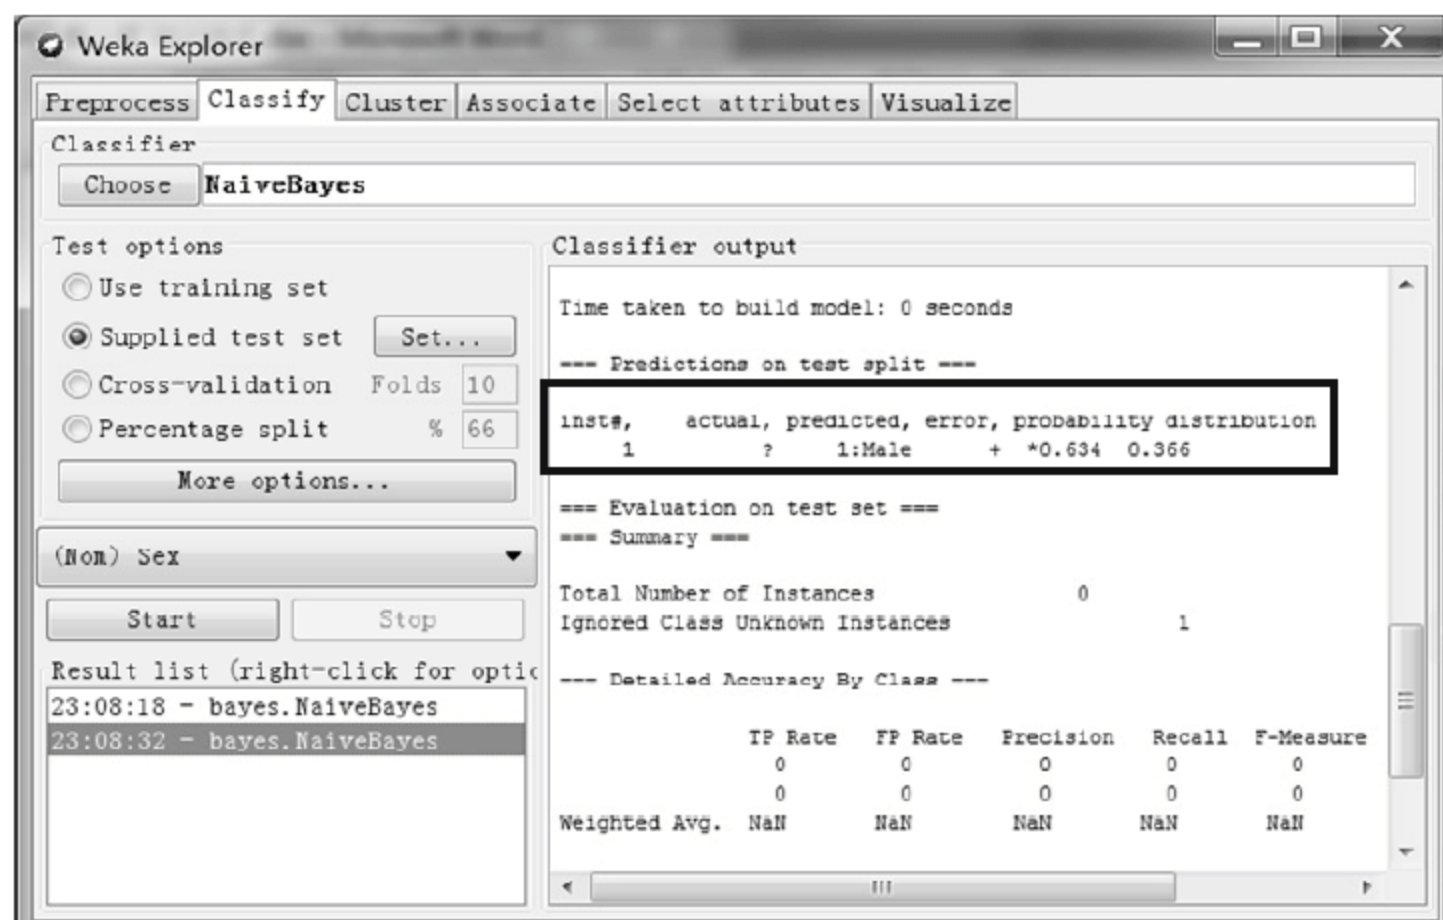 Weka Explorer
Preprocess Classify Cluster Associate Select attributes Visualize
Classifier
Choose NaiveBayes
Test options
Use training set
Supplied test set Set...
Cross-validation Folds 10
Percentage split % 66
More options...
(Nom) Sex
Start Stop
Result list (right-click for optic
23:08:18 - bayes.NaiveBayes
23:08:32 - bayes.NaiveBayes
Classifier output
Time taken to build model: 0 seconds
=== Predictions on test split ===
inst#, actual, predicted, error, probability distribution
1 ? 1:Male + *0.634 0.366
=== Evaluation on test set ===
=== Summary ===
Total Number of Instances 0
Ignored Class Unknown Instances 1
=== Detailed Accuracy By Class ===
TP Rate FP Rate Precision Recall F-Measure
0 0 0 0 0
0 0 0 0 0
Weighted Avg. NaN NaN NaN NaN NaN